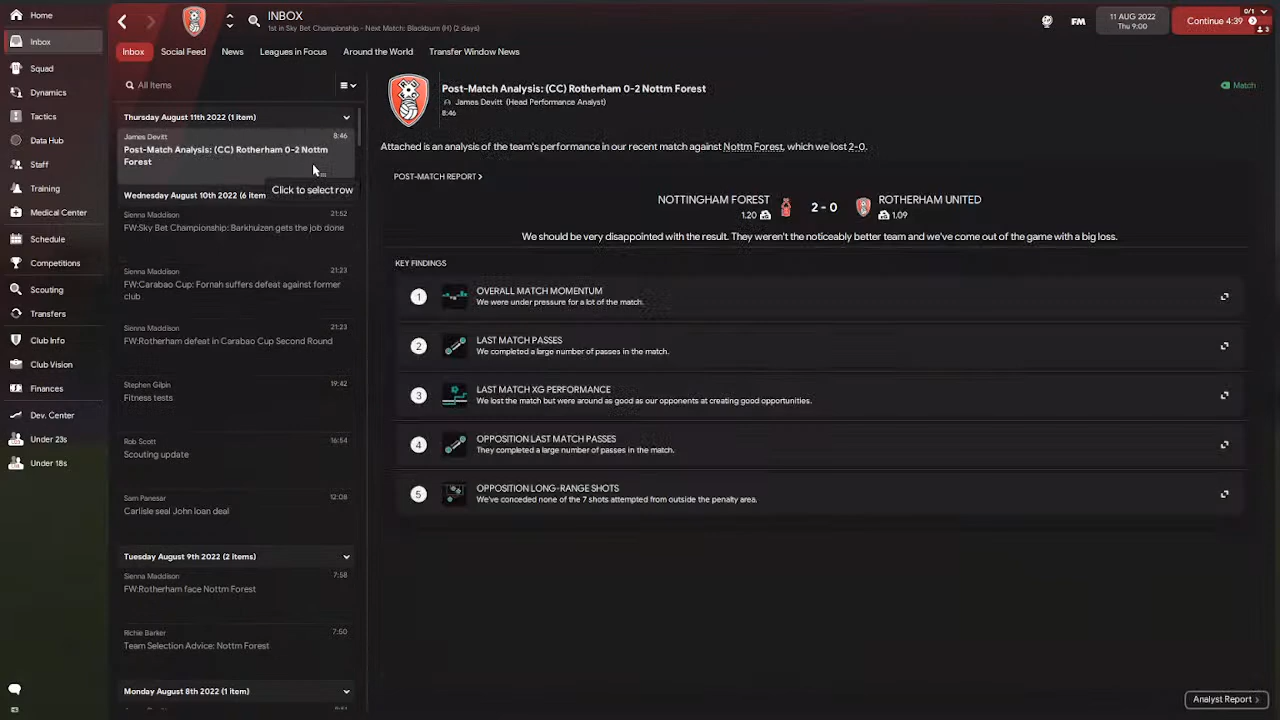 Home
Inbox
Squad
Dynamics
Tactics
Data Hub
Staff
Training
Medical Center
Schedule
Competitions
Scouting
Transfers
Club Info
Club Vision
Finances
Dev. Center
Under 23s
Under 18s
INBOX
1st in Sky Bet Championship - Next Match: Blackburn (H) (2 days)
FM
11 AUG 2022
Thu 9:00
Continue 4:39
0/1
3
Inbox
Social Feed
News
Leagues in Focus
Around the World
Transfer Window News
All Items
Thursday August 11th 2022 (1 item)
James Devitt
8:46
Post-Match Analysis: (CC) Rotherham 0-2 Nottm
Forest
Click to select row
Wednesday August 10th 2022 (6 item
Sienna Maddison
21:52
FW:Sky Bet Championship: Barkhuizen gets the job done
Sienna Maddison
21:23
FW:Carabao Cup: Fornah suffers defeat against former
club
Sienna Maddison
21:23
FW:Rotherham defeat in Carabao Cup Second Round
Stephen Gilpin
19:42
Fitness tests
Rob Scott
16:54
Scouting update
Sam Panesar
12:08
Carlisle seal John loan deal
Tuesday August 9th 2022 (2 items)
Sienna Maddison
7:58
FW:Rotherham face Nottm Forest
Richie Barker
7:50
Team Selection Advice: Nottm Forest
Monday August 8th 2022 (1 item)
Post-Match Analysis: (CC) Rotherham 0-2 Nottm Forest
James Devitt (Head Performance Analyst)
8:46
Match
Attached is an analysis of the team's performance in our recent match against Nottm Forest, which we lost 2-0.
POST-MATCH REPORT >
NOTTINGHAM FOREST
1.20
2 - 0
ROTHERHAM UNITED
1.09
We should be very disappointed with the result. They weren't the noticeably better team and we've come out of the game with a big loss.
KEY FINDINGS
1
OVERALL MATCH MOMENTUM
We were under pressure for a lot of the match.
2
LAST MATCH PASSES
We completed a large number of passes in the match.
3
LAST MATCH XG PERFORMANCE
We lost the match but were around as good as our opponents at creating good opportunities.
4
OPPOSITION LAST MATCH PASSES
They completed a large number of passes in the match.
5
OPPOSITION LONG-RANGE SHOTS
We've conceded none of the 7 shots attempted from outside the penalty area.
Analyst Report >